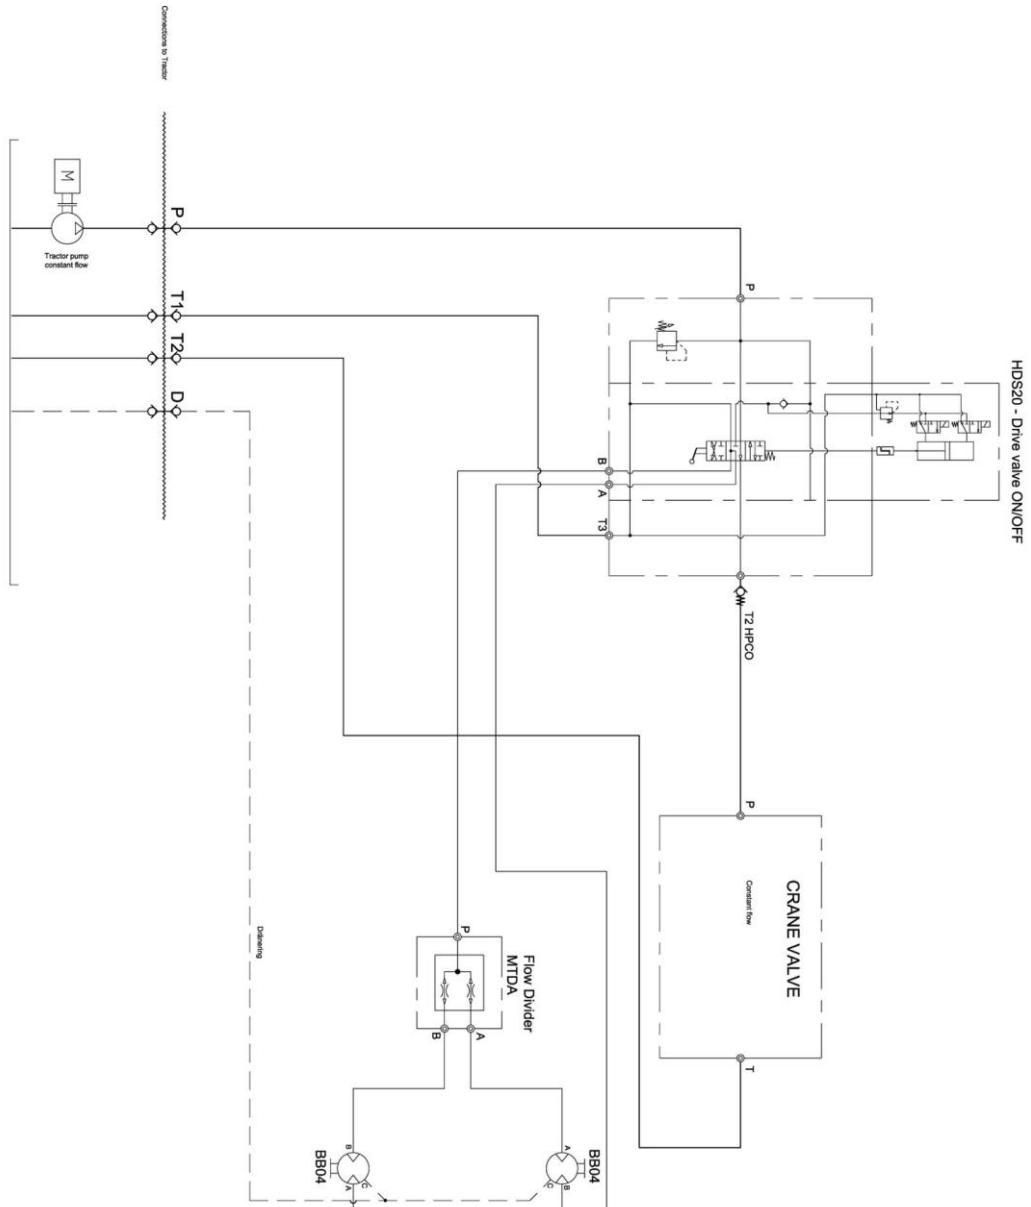 Connections to Tractor
M
Tractor pump
constant flow
P
T1
T2
D
HDS20 - Drive valve ON/OFF
P
B
A
T3
T2 HPCO
P
CRANE VALVE
Constant flow
T
Dränering
Flow Divider
MTDA
P
B
A
BB04
B
A
C
BB04
A
B
C